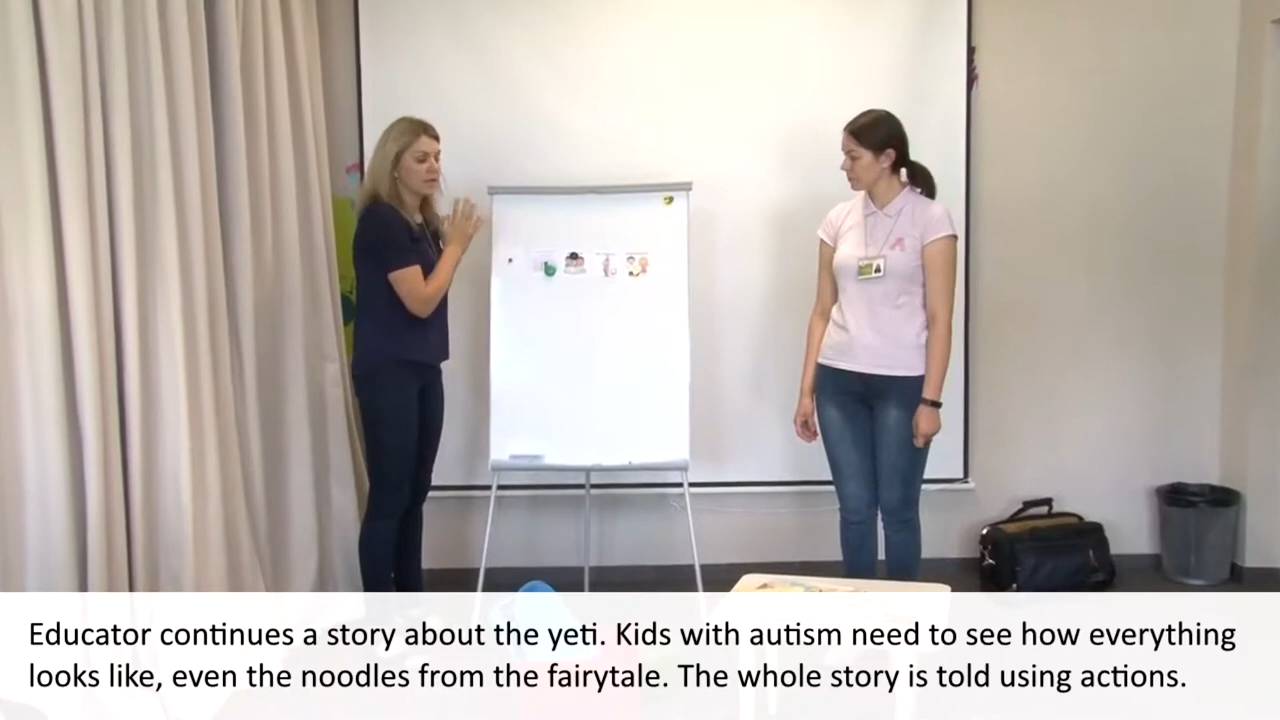 Educator continues a story about the yeti. Kids with autism need to see how everything
looks like, even the noodles from the fairytale. The whole story is told using actions.